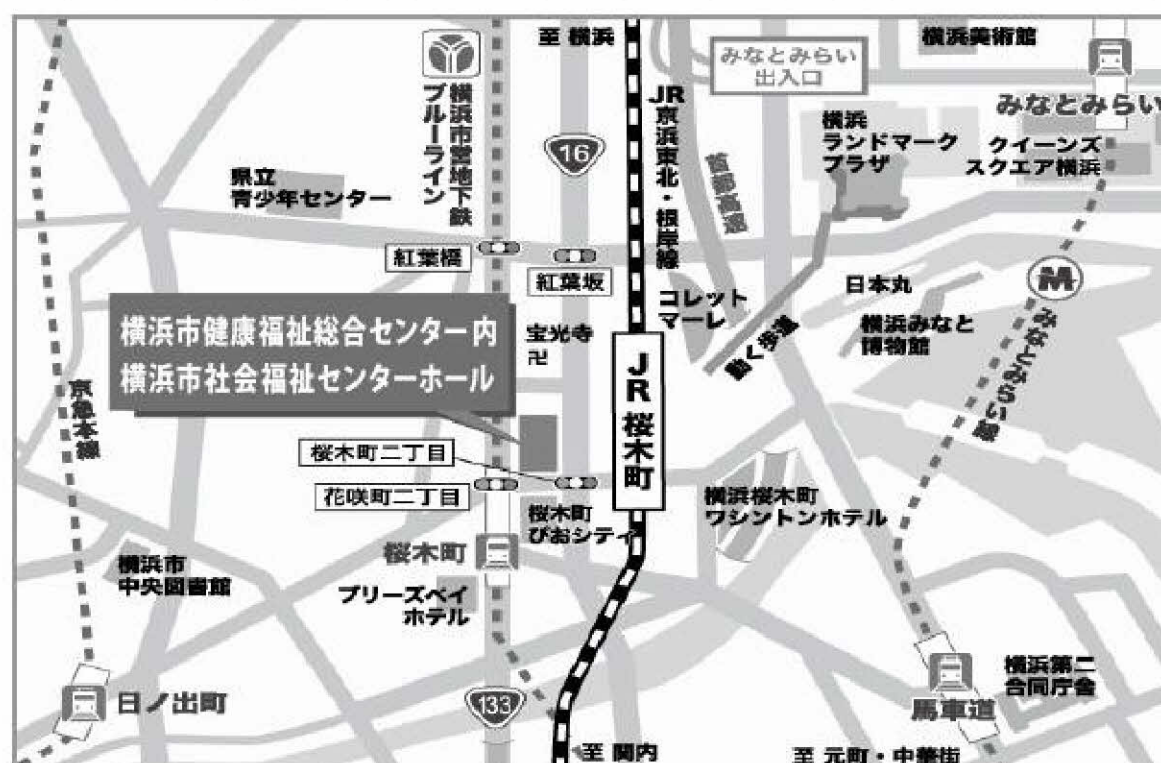 至 横浜
みなとみらい
出入口
横浜美術館
みなとみらい
横浜市営地下鉄
ブルーライン
16
JR京浜東北・根岸線
横浜
ランドマーク
プラザ
クイーンズ
スクエア横浜
県立
青少年センター
紅葉橋
紅葉坂
コレット
マーレ
日本丸
横浜みなと
博物館
M
みなとみらい線
横浜市健康福祉総合センター内
横浜市社会福祉センターホール
宝光寺
卍
動く歩道
JR桜木町
京急本線
桜木町二丁目
花咲町二丁目
桜木町
ぴおシティ
横浜桜木町
ワシントンホテル
桜木町
横浜市
中央図書館
ブリーズベイ
ホテル
日ノ出町
133
馬車道
横浜第二
合同庁舎
至 関内
至 元町・中華街